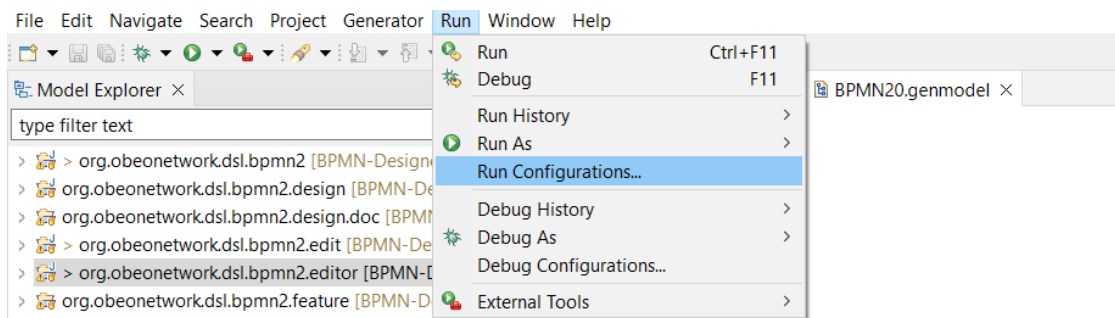 File Edit Navigate Search Project Generator Run Window Help
Run Ctrl+F11
Debug F11
Model Explorer
BPMN20.genmodel
type filter text
Run History
Run As
> org.obeonetwork.dsl.bpmn2 [BPMN-Designe
Run Configurations...
org.obeonetwork.dsl.bpmn2.design [BPMN-De
Debug History
org.obeonetwork.dsl.bpmn2.design.doc [BPMN
Debug As
> org.obeonetwork.dsl.bpmn2.edit [BPMN-De
Debug Configurations...
> org.obeonetwork.dsl.bpmn2.editor [BPMN-D
org.obeonetwork.dsl.bpmn2.feature [BPMN-D
External Tools